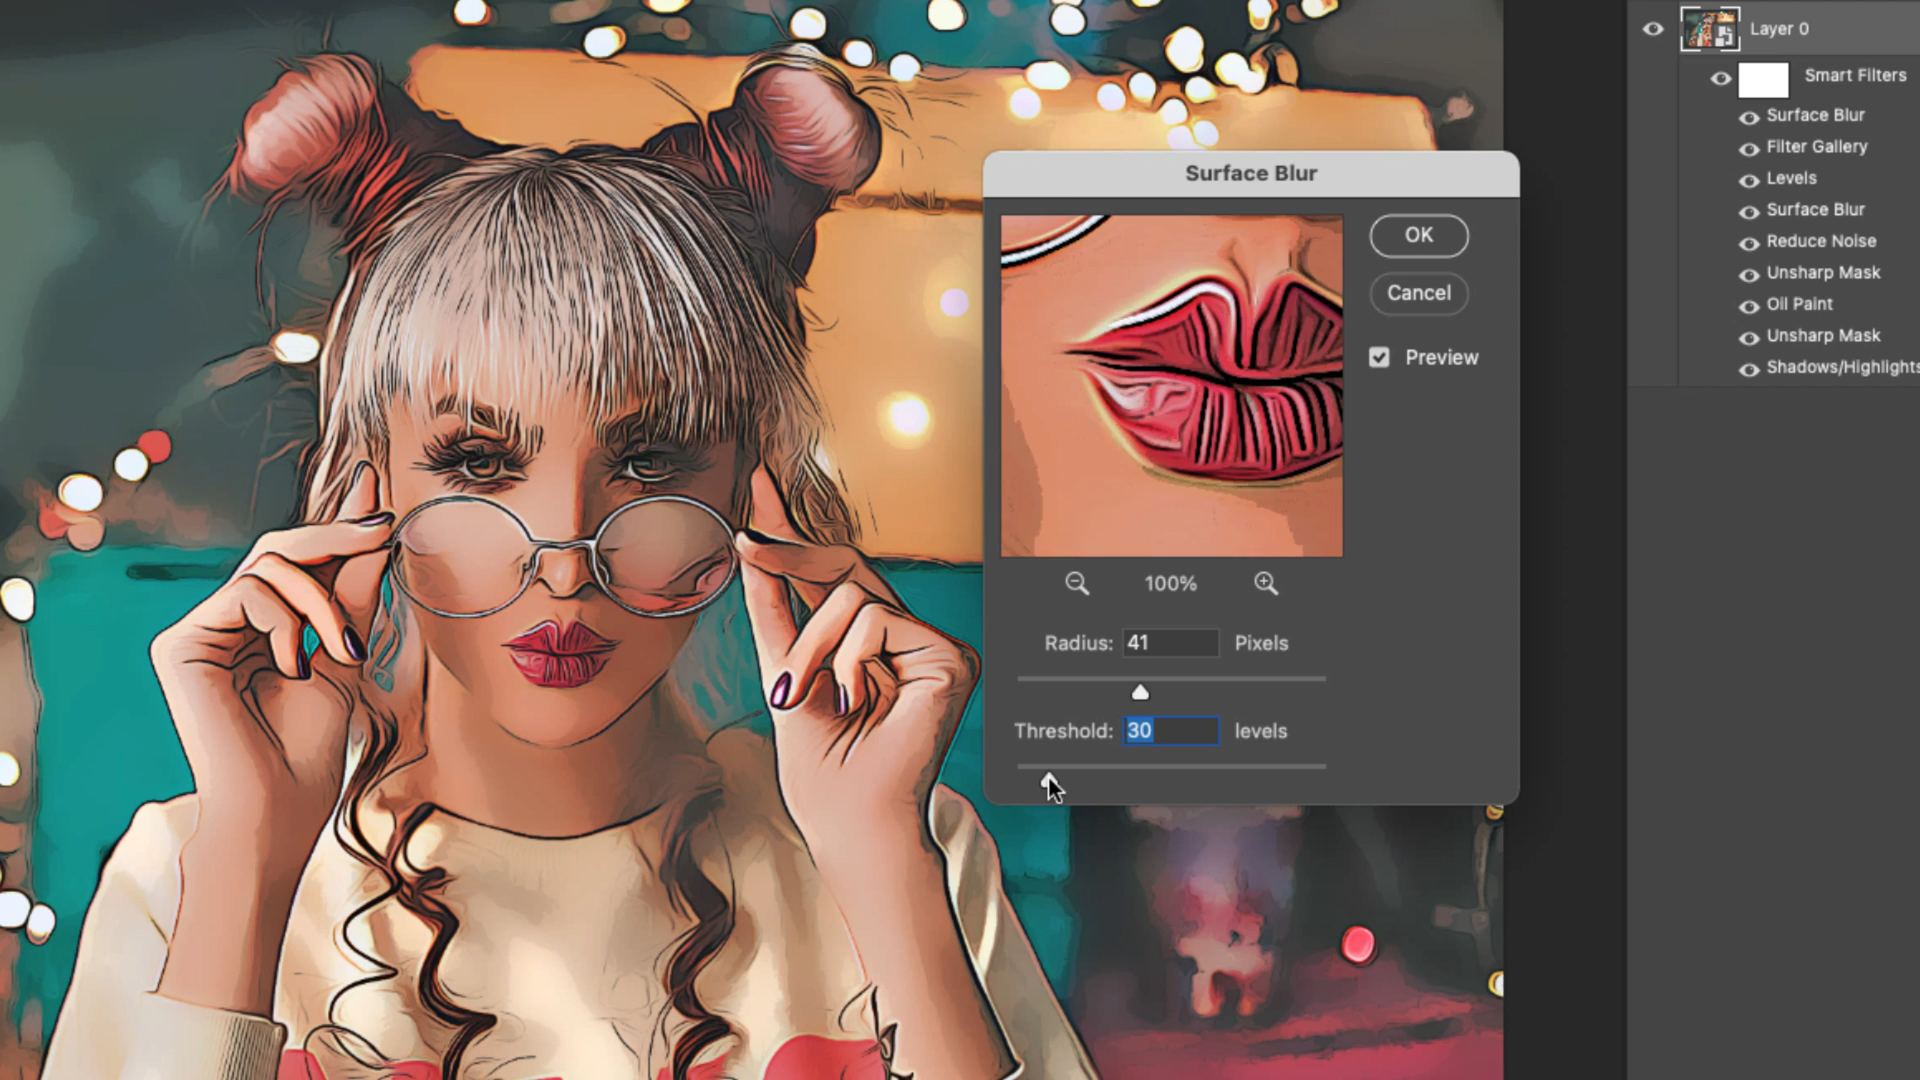 Layer 0
Smart Filters
Surface Blur
Filter Gallery
Levels
Surface Blur
Reduce Noise
Unsharp Mask
Oil Paint
Unsharp Mask
Shadows/Highlights
Surface Blur
OK
Cancel
Preview
100%
Radius: 41 Pixels
Threshold: 30 levels